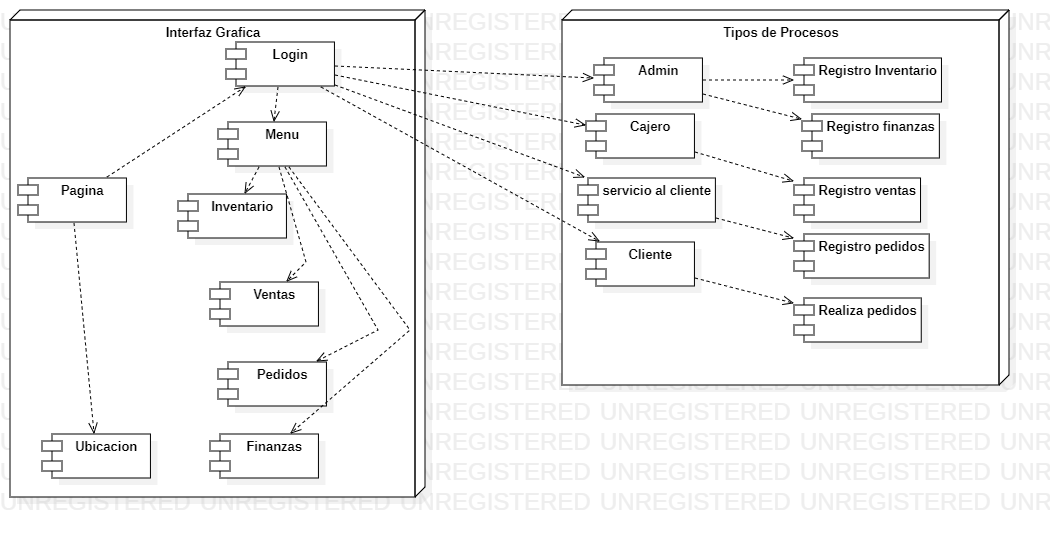 Interfaz Grafica
Login
Menu
Pagina
Inventario
Ventas
Pedidos
Ubicacion
Finanzas
Tipos de Procesos
Admin
Registro Inventario
Cajero
Registro finanzas
servicio al cliente
Registro ventas
Cliente
Registro pedidos
Realiza pedidos
UNREGISTERED